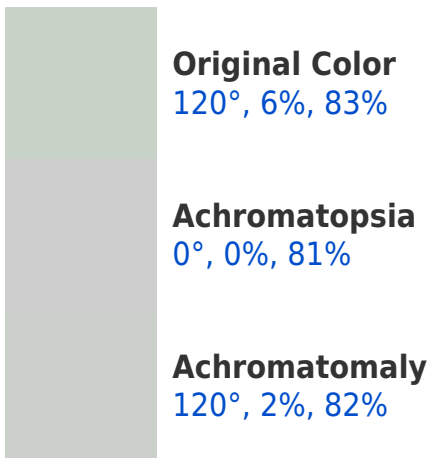 Original Color
120°, 6%, 83%
Achromatopsia
0°, 0%, 81%
Achromatomaly
120°, 2%, 82%